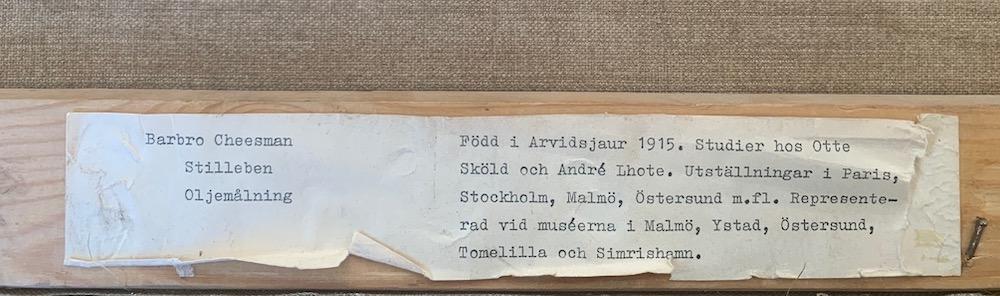 Barbro Cheesman
Stilleben
Oljemålning
Född i Arvidsjaur 1915. Studier hos Otte
Sköld och André Lhote. Utställningar i Paris,
Stockholm, Malmö, Östersund m.fl. Represente-
rad vid muséerna i Malmö, Ystad, Östersund,
Tomelilla och Simrishamn.